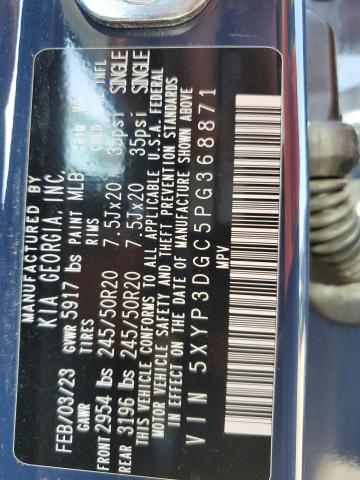 MANUFACTURED BY
KIA GEORGIA, INC.
FEB/03/23 GVWR 5917 lbs PAINT MLB
GAWR TIRES RIMS COLD INFL
FRONT 2954 lbs 245/50R20 7.5Jx20 35psi SINGLE
REAR 3196 lbs 245/50R20 7.5Jx20 35psi SINGLE
THIS VEHICLE CONFORMS TO ALL APPLICABLE U.S.A. FEDERAL
MOTOR VEHICLE SAFETY AND THEFT PREVENTION STANDARDS
IN EFFECT ON THE DATE OF MANUFACTURE SHOWN ABOVE
VIN 5XYP3DGC5PG368871
MPV